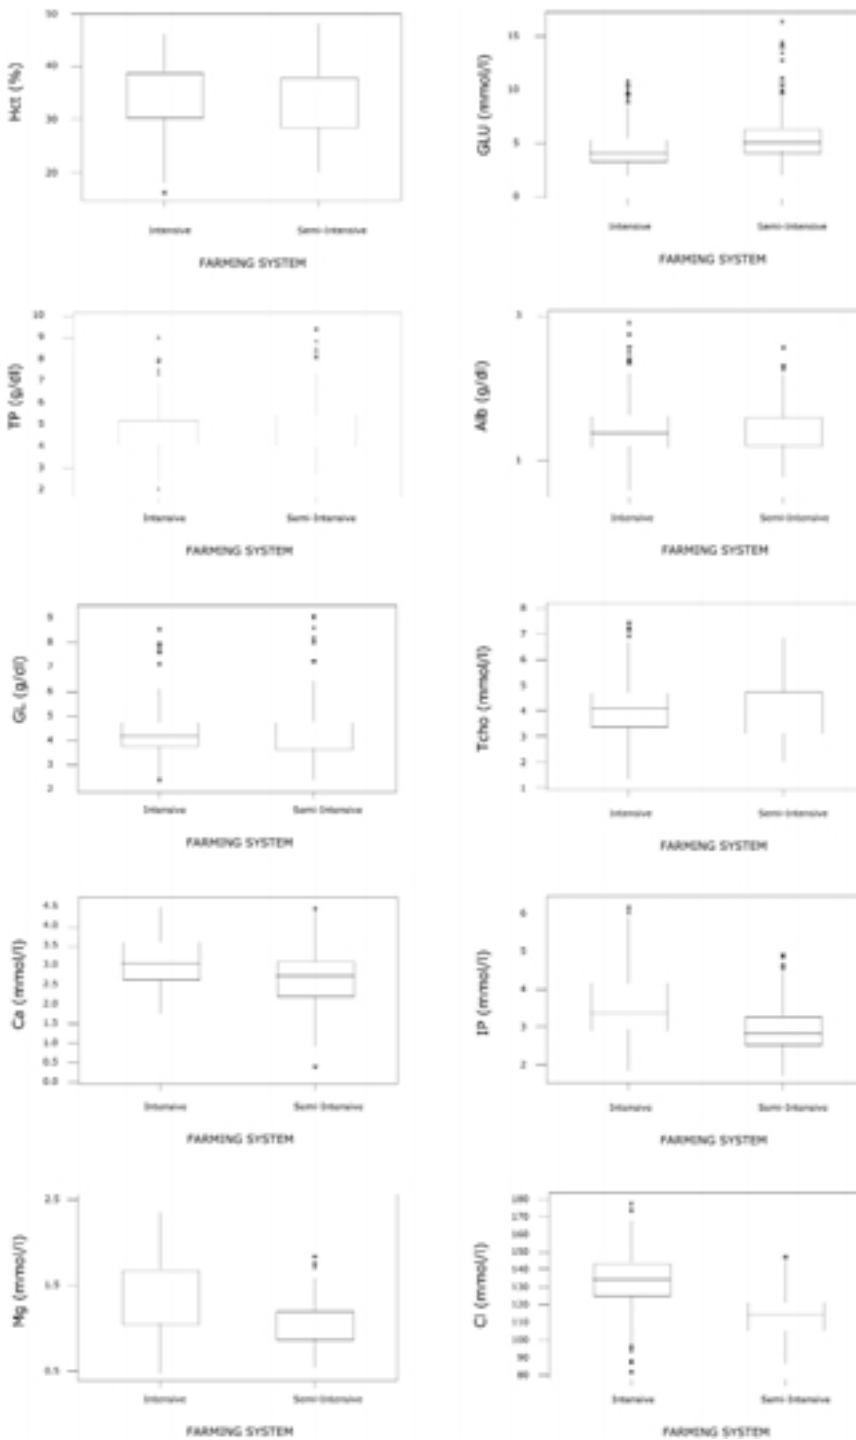 Hct (%)
50
40
30
20
Intensive Semi-Intensive
FARMING SYSTEM
GLU (mmol/l)
15
10
5
0
Intensive Semi-Intensive
FARMING SYSTEM
TP (g/dl)
10
9
8
7
6
5
4
3
2
Intensive Semi-Intensive
FARMING SYSTEM
Alb (g/dl)
3
1
Intensive Semi-Intensive
FARMING SYSTEM
GL (g/dl)
9
8
7
6
5
4
3
2
Intensive Semi-Intensive
FARMING SYSTEM
Tcho (mmol/l)
8
7
6
5
4
3
2
1
Intensive Semi-Intensive
FARMING SYSTEM
Ca (mmol/l)
4.5
4.0
3.5
3.0
2.5
2.0
1.5
1.0
0.5
0.0
Intensive Semi-Intensive
FARMING SYSTEM
IP (mmol/l)
6
5
4
3
2
Intensive Semi-Intensive
FARMING SYSTEM
Mg (mmol/l)
2.5
1.5
0.5
Intensive Semi-Intensive
FARMING SYSTEM
Cl (mmol/l)
180
170
160
150
140
130
120
110
100
90
80
Intensive Semi-Intensive
FARMING SYSTEM